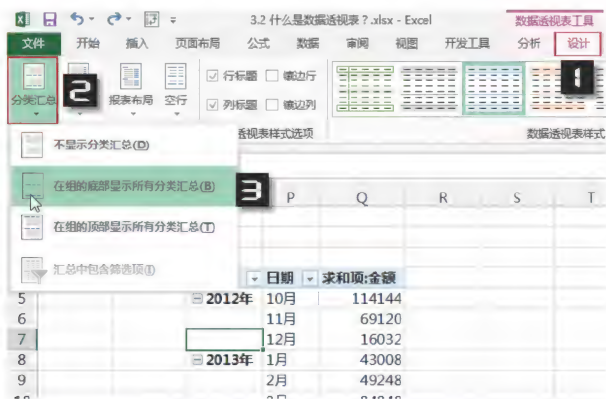 3.2 什么是数据透视表?.xlsx - Excel 数据透视表工具
文件 开始 插入 页面布局 公式 数据 审阅 视图 开发工具 分析 设计
1
分类汇总 2 报表布局 空行 行标题 镶边行
列标题 镶边列
透视表样式选项 数据透视表样式
不显示分类汇总(D)
在组的底部显示所有分类汇总(B) 3
P Q R S T
在组的顶部显示所有分类汇总(T)
汇总中包含筛选项(I)
日期 求和项:金额
5 2012年 10月 114144
6 11月 69120
7 12月 16032
8 2013年 1月 43008
9 2月 49248